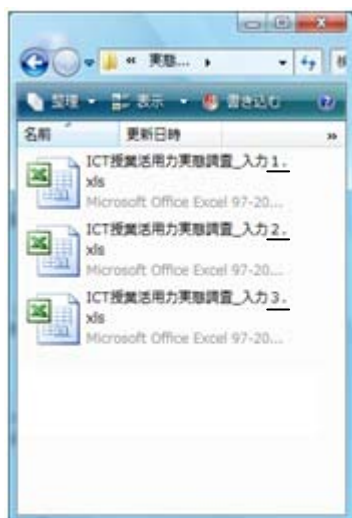 « 実態...
整理 表示 書き込む
名前 更新日時 »
ICT授業活用力実態調査_入力1.
xls
Microsoft Office Excel 97-20...
ICT授業活用力実態調査_入力2.
xls
Microsoft Office Excel 97-20...
ICT授業活用力実態調査_入力3.
xls
Microsoft Office Excel 97-20...